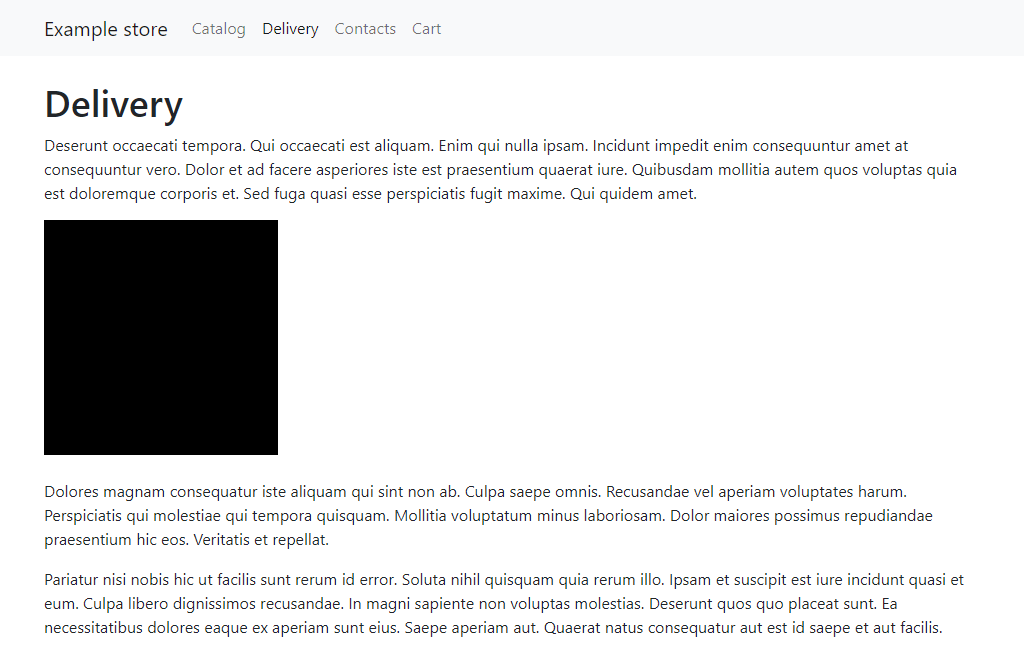 Example store Catalog Delivery Contacts Cart
Delivery
Deserunt occaecati tempora. Qui occaecati est aliquam. Enim qui nulla ipsam. Incidunt impedit enim consequuntur amet at
consequuntur vero. Dolor et ad facere asperiores iste est praesentium quaerat iure. Quibusdam mollitia autem quos voluptas quia
est doloremque corporis et. Sed fuga quasi esse perspiciatis fugit maxime. Qui quidem amet.
Dolores magnam consequatur iste aliquam qui sint non ab. Culpa saepe omnis. Recusandae vel aperiam voluptates harum.
Perspiciatis qui molestiae qui tempora quisquam. Mollitia voluptatum minus laboriosam. Dolor maiores possimus repudiandae
praesentium hic eos. Veritatis et repellat.
Pariatur nisi nobis hic ut facilis sunt rerum id error. Soluta nihil quisquam quia rerum illo. Ipsam et suscipit est iure incidunt quasi et
eum. Culpa libero dignissimos recusandae. In magni sapiente non voluptas molestias. Deserunt quos quo placeat sunt. Ea
necessitatibus dolores eaque ex aperiam sunt eius. Saepe aperiam aut. Quaerat natus consequatur aut est id saepe et aut facilis.